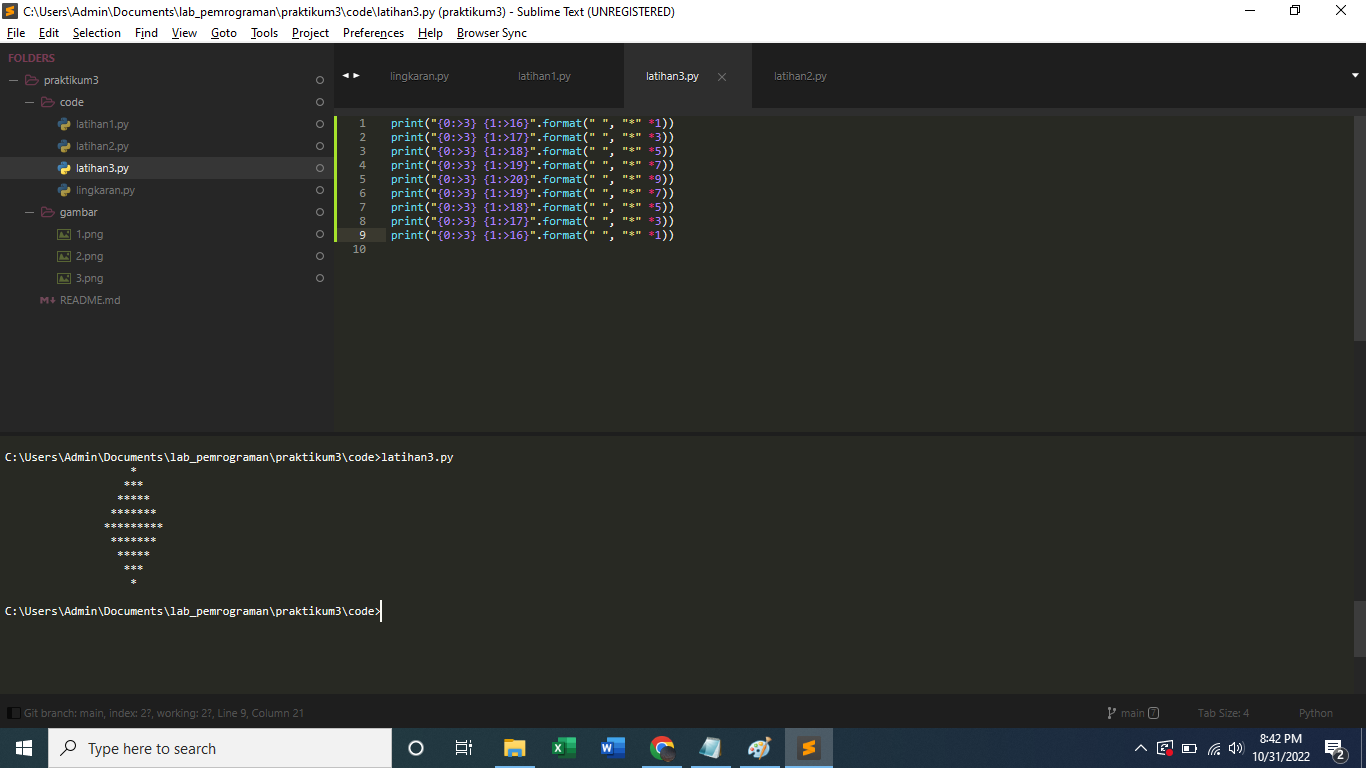 C:\Users\Admin\Documents\lab_pemrograman\praktikum3\code\latihan3.py (praktikum3) - Sublime Text (UNREGISTERED)
File Edit Selection Find View Goto Tools Project Preferences Help Browser Sync
FOLDERS
praktikum3
code
latihan1.py
latihan2.py
latihan3.py
lingkaran.py
gambar
1.png
2.png
3.png
README.md
lingkaran.py latihan1.py latihan3.py latihan2.py
1 print("{0:>3} {1:>16}".format(" ", "*" *1))
2 print("{0:>3} {1:>17}".format(" ", "*" *3))
3 print("{0:>3} {1:>18}".format(" ", "*" *5))
4 print("{0:>3} {1:>19}".format(" ", "*" *7))
5 print("{0:>3} {1:>20}".format(" ", "*" *9))
6 print("{0:>3} {1:>19}".format(" ", "*" *7))
7 print("{0:>3} {1:>18}".format(" ", "*" *5))
8 print("{0:>3} {1:>17}".format(" ", "*" *3))
9 print("{0:>3} {1:>16}".format(" ", "*" *1))
10
C:\Users\Admin\Documents\lab_pemrograman\praktikum3\code>latihan3.py
                    *
                   ***
                  *****
                 *******
                *********
                 *******
                  *****
                   ***
                    *
C:\Users\Admin\Documents\lab_pemrograman\praktikum3\code>
Git branch: main, index: 2?, working: 2?, Line 9, Column 21
main 7 Tab Size: 4 Python
Type here to search
8:42 PM
10/31/2022
2